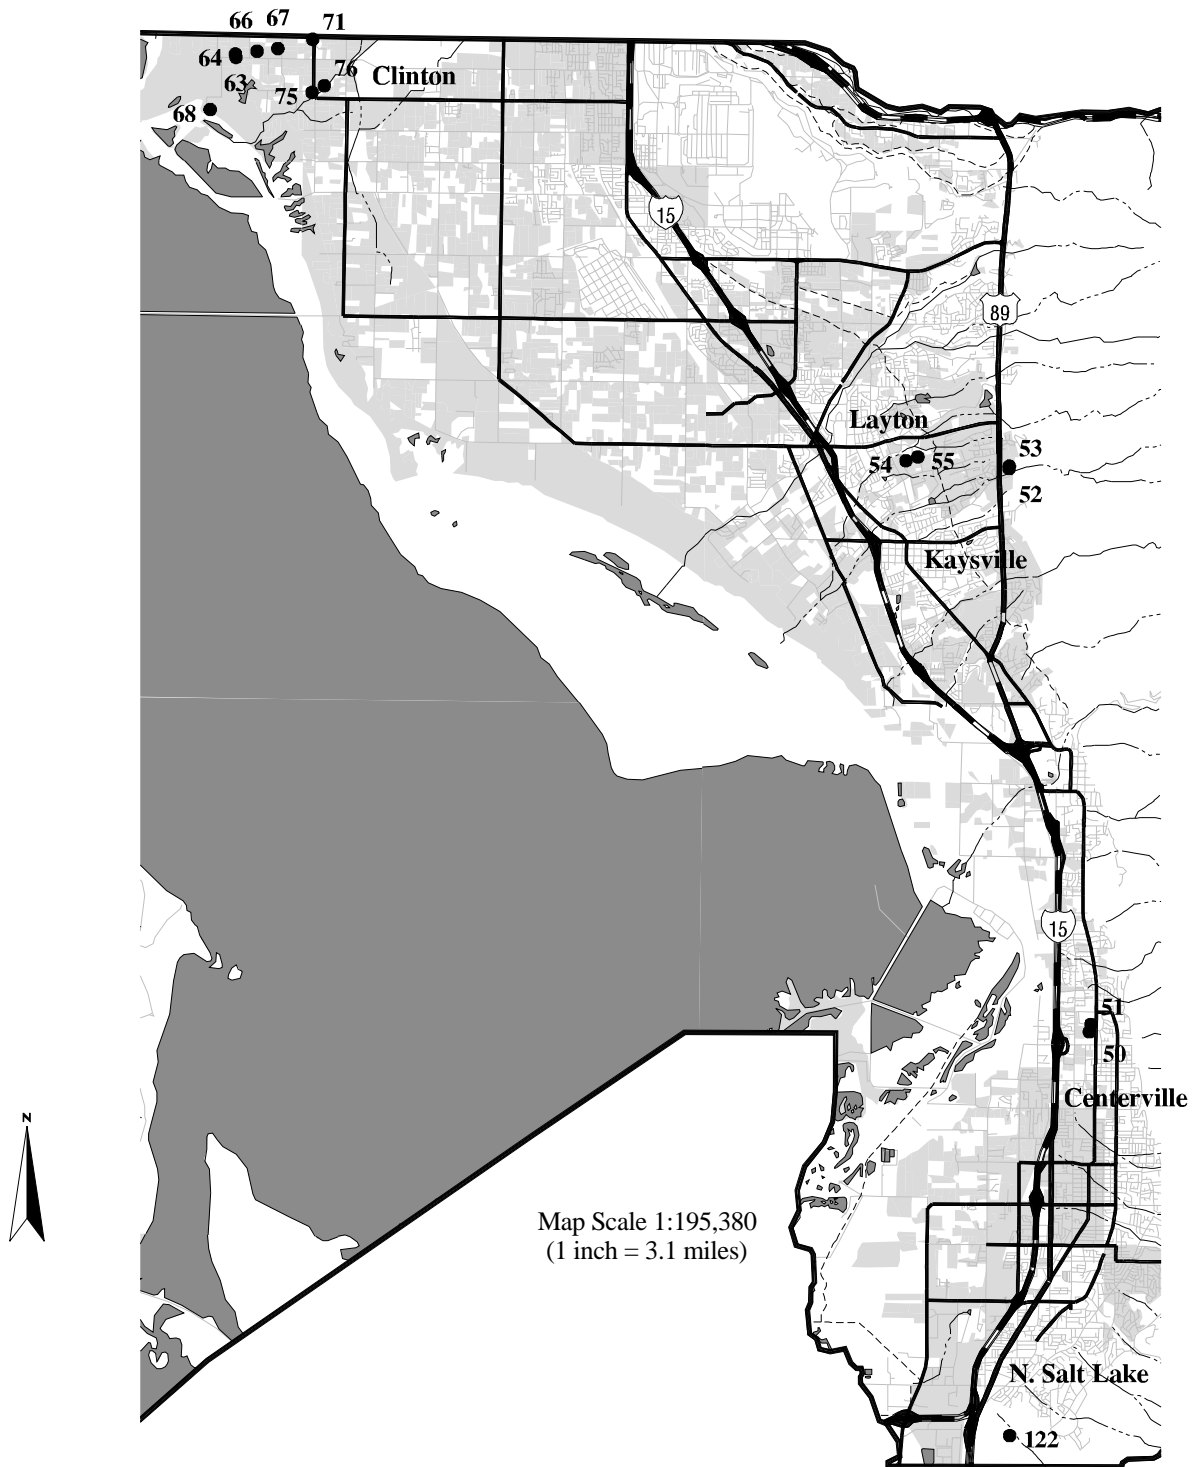 66 67 71
64
63
76
Clinton
75
68
15
89
Layton
53
54 55
52
Kaysville
15
51
50
Centerville
N
Map Scale 1:195,380
(1 inch = 3.1 miles)
N. Salt Lake
122